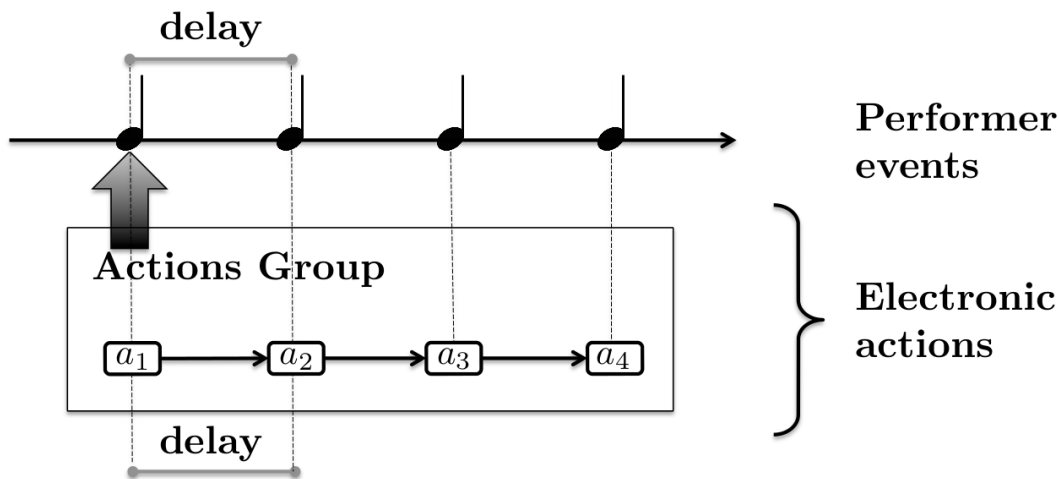 delay
Performer
events
Actions Group
Electronic
actions
a₁
a₂
a₃
a₄
delay